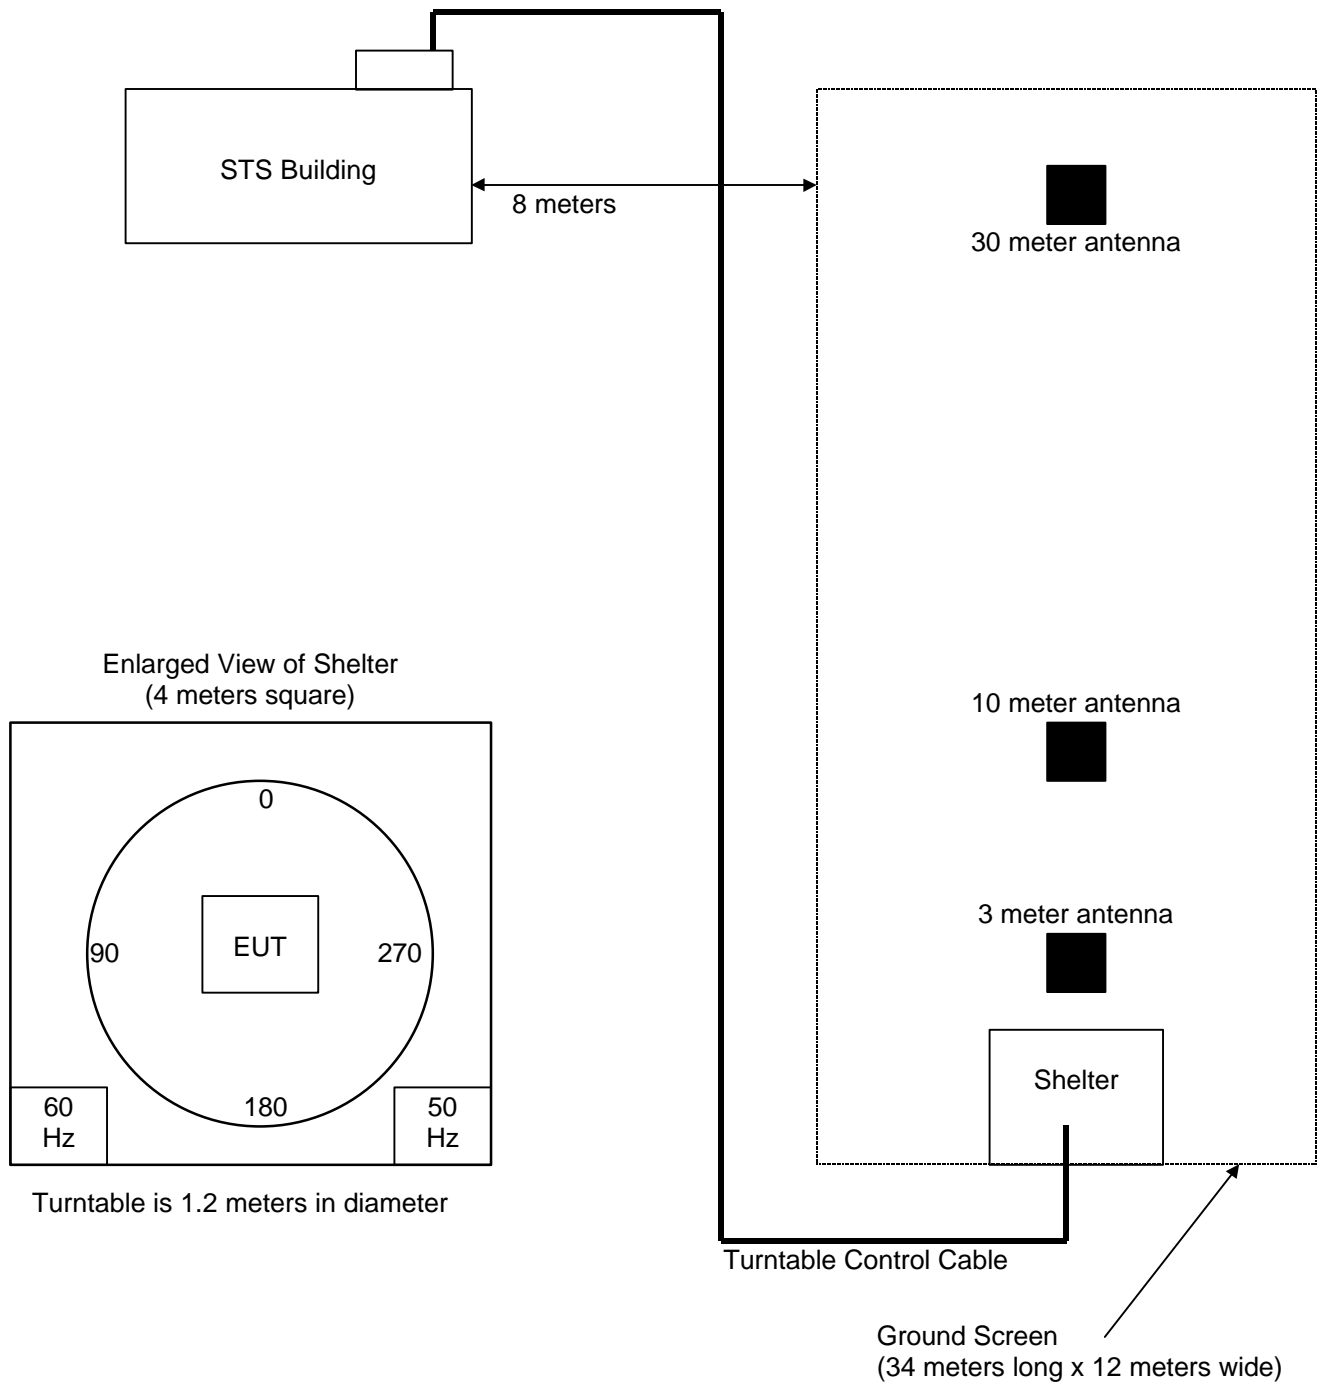 STS Building
8 meters
30 meter antenna
Enlarged View of Shelter
(4 meters square)
0
90
EUT
270
180
60
Hz
50
Hz
Turntable is 1.2 meters in diameter
10 meter antenna
3 meter antenna
Shelter
Turntable Control Cable
Ground Screen
(34 meters long x 12 meters wide)